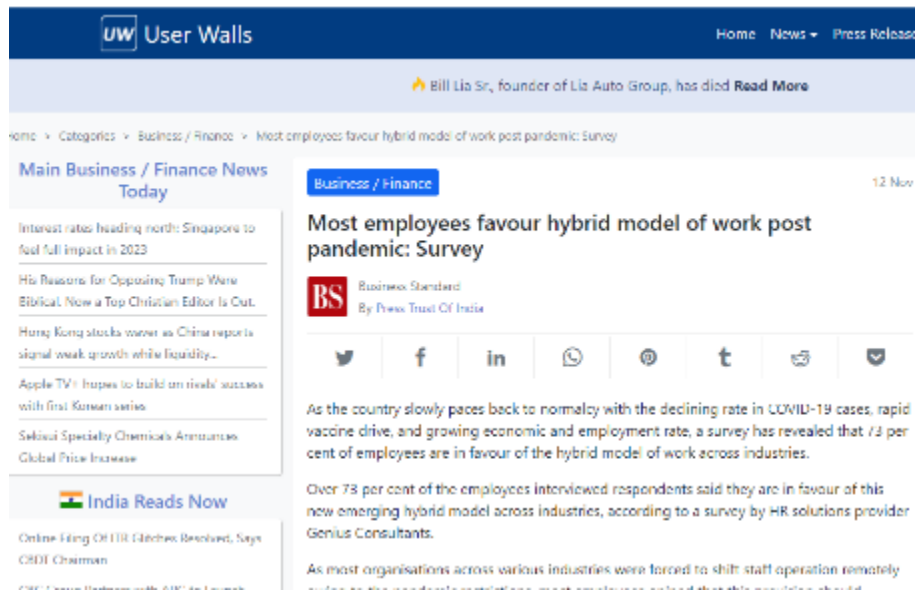 UW User Walls
Home News Press Release
Bill Lia Sr., founder of Lia Auto Group, has died Read More
Home > Categories > Business / Finance > Most employees favour hybrid model of work post pandemic: Survey
Main Business / Finance News
Today
Interest rates heading north: Singapore to
feel full impact in 2023
His Reasons for Opposing Trump Were
Biblical. Now a Top Christian Editor Is Out.
Hong Kong stocks waver as China reports
signal weak growth while liquidity...
Apple TV+ hopes to build on rivals' success
with first Korean series
Sekisui Specialty Chemicals Announces
Global Price Increase
India Reads Now
Online Filing Of ITR Glitches Resolved, Says
CBDT Chairman
Business / Finance
12 Nov
Most employees favour hybrid model of work post
pandemic: Survey
BS
Business Standard
By Press Trust Of India
As the country slowly paces back to normalcy with the declining rate in COVID-19 cases, rapid
vaccine drive, and growing economic and employment rate, a survey has revealed that 73 per
cent of employees are in favour of the hybrid model of work across industries.
Over 73 per cent of the employees interviewed respondents said they are in favour of this
new emerging hybrid model across industries, according to a survey by HR solutions provider
Genius Consultants.
As most organisations across various industries were forced to shift staff operation remotely